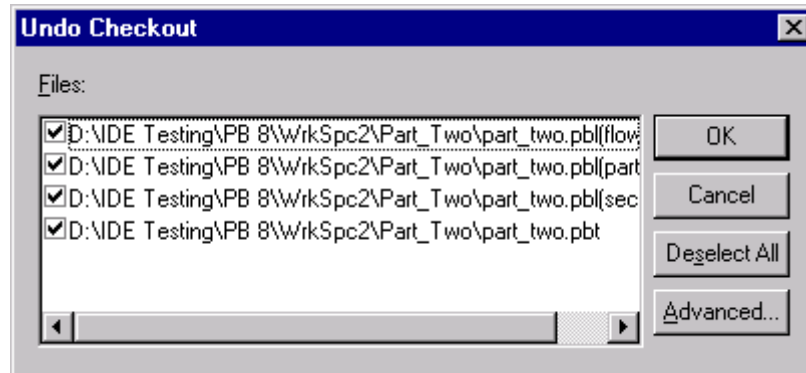 Undo Checkout
Files:
D:\IDE Testing\PB 8\WrkSpc2\Part_Two\part_two.pbl(flow
D:\IDE Testing\PB 8\WrkSpc2\Part_Two\part_two.pbl(part
D:\IDE Testing\PB 8\WrkSpc2\Part_Two\part_two.pbl(sec
D:\IDE Testing\PB 8\WrkSpc2\Part_Two\part_two.pbt
OK
Cancel
Deselect All
Advanced...